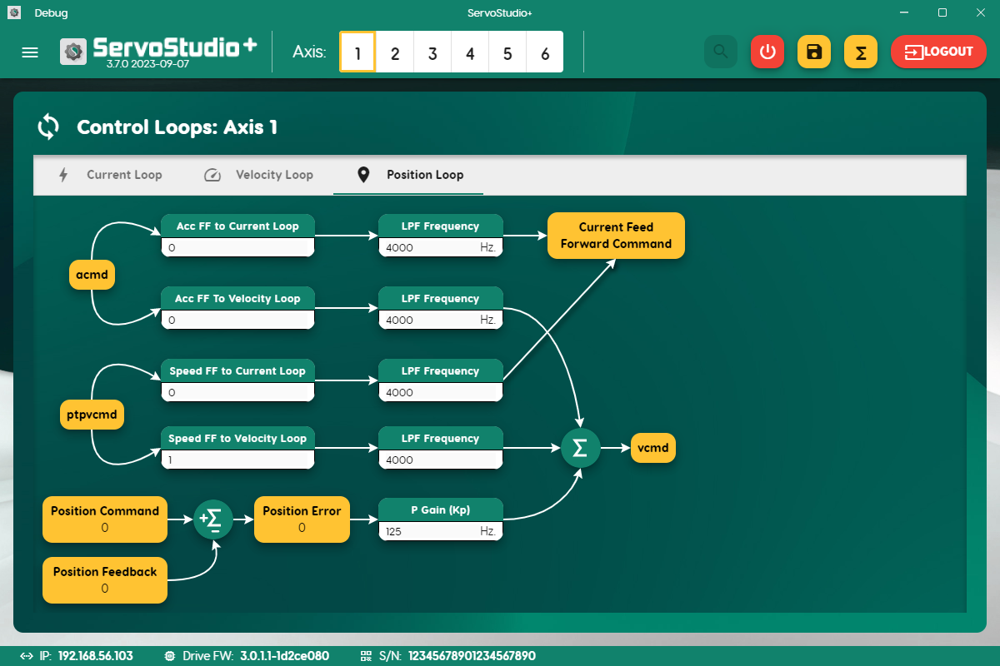 Debug
ServoStudio+
ServoStudio+
3.7.0 2023-09-07
Axis:
1
2
3
4
5
6
Σ
LOGOUT
Control Loops: Axis 1
Current Loop
Velocity Loop
Position Loop
Acc FF to Current Loop
0
LPF Frequency
4000 Hz.
Current Feed
Forward Command
acmd
Acc FF To Velocity Loop
0
LPF Frequency
4000 Hz.
Speed FF to Current Loop
0
LPF Frequency
4000
ptpvcmd
Speed FF to Velocity Loop
1
LPF Frequency
4000
Σ
vcmd
Position Command
0
+Σ
−
Position Error
0
P Gain (Kp)
125 Hz.
Position Feedback
0
IP: 192.168.56.103
Drive FW: 3.0.1.1-1d2ce080
S/N: 12345678901234567890